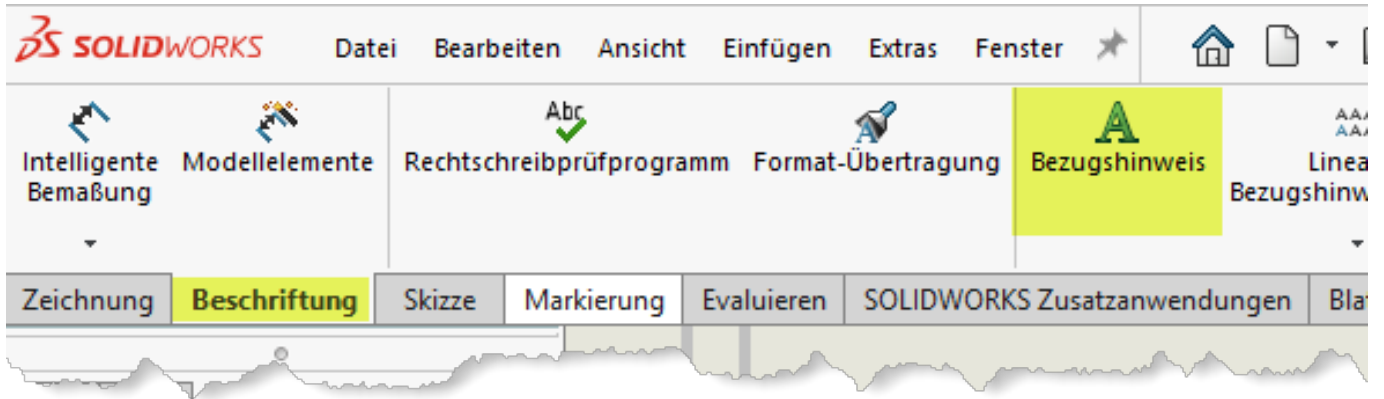 SOLIDWORKS Datei Bearbeiten Ansicht Einfügen Extras Fenster
Abc
A
Intelligente Modellelemente Rechtschreibprüfprogramm Format-Übertragung Bezugshinweis
Bemaßung
Zeichnung Beschriftung Skizze Markierung Evaluieren SOLIDWORKS Zusatzanwendungen